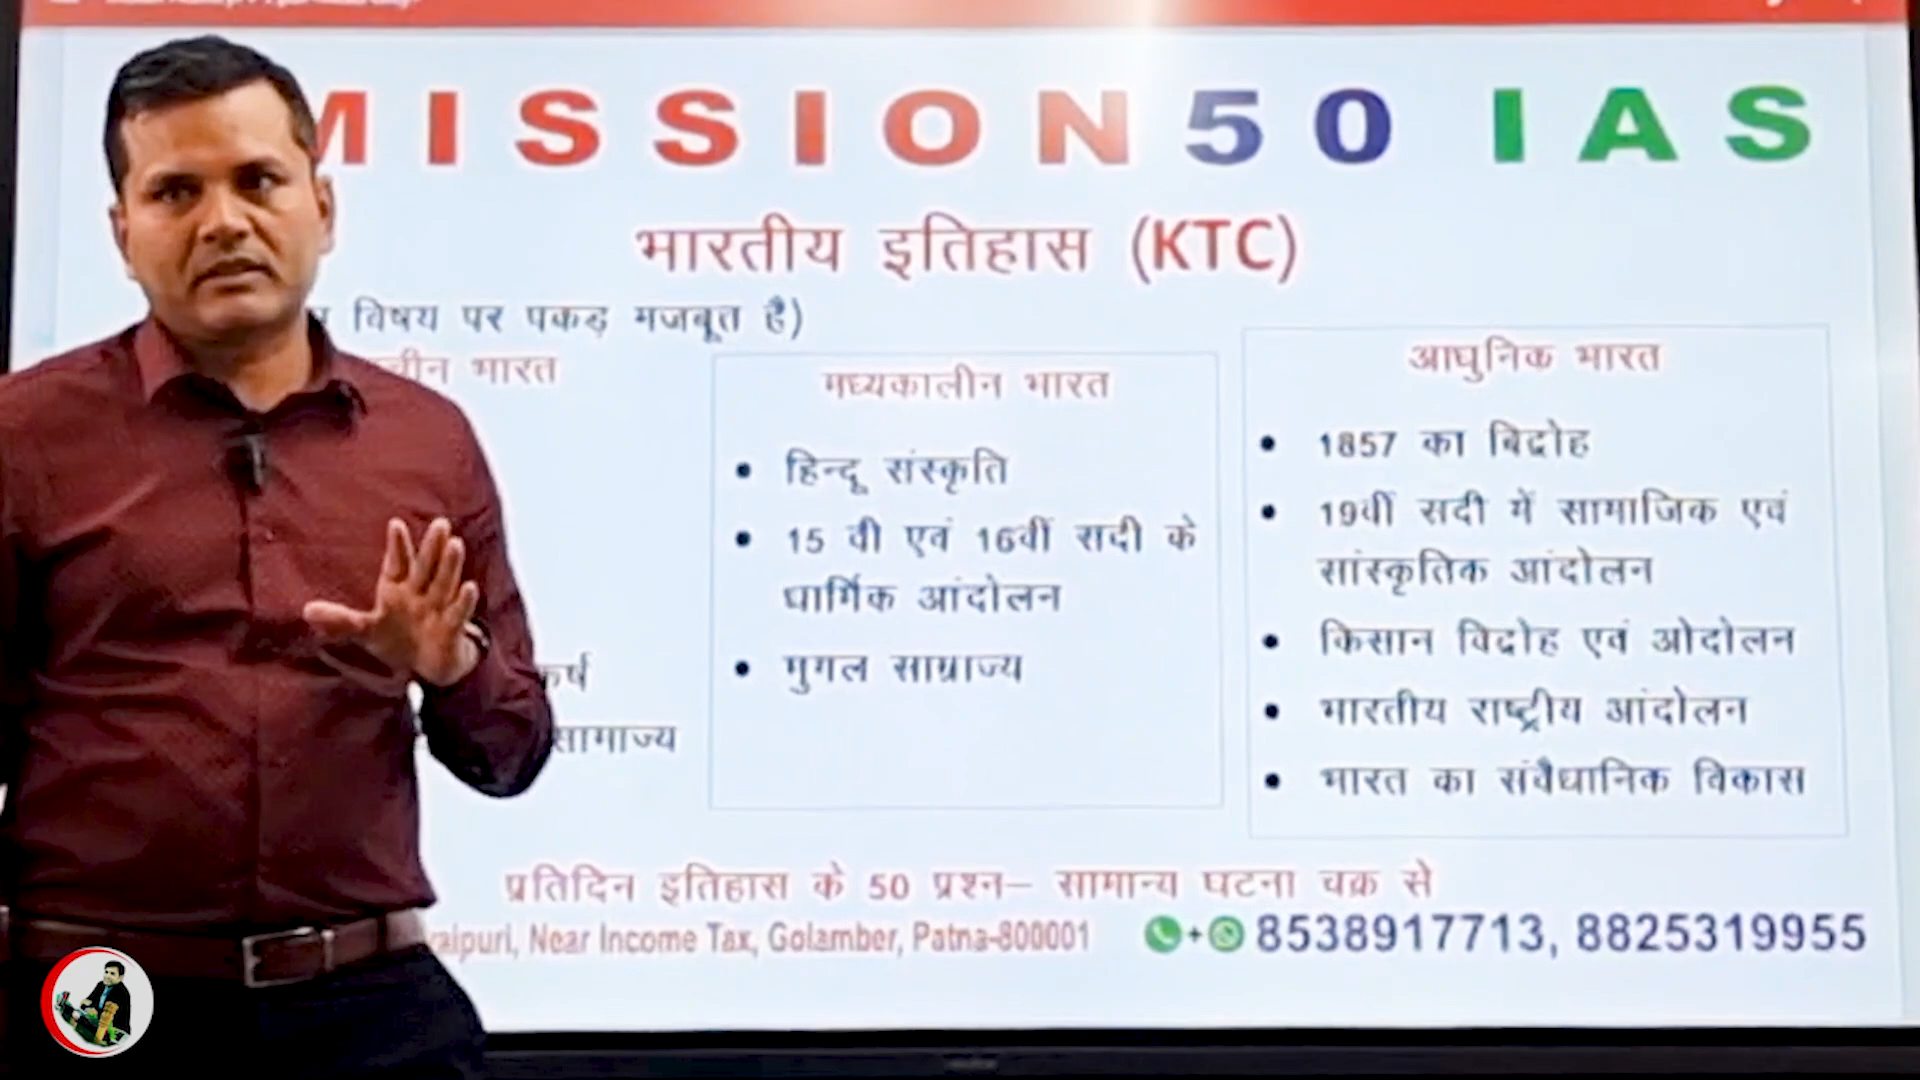 MISSION 50 IAS
भारतीय इतिहास (KTC)
विषय पर पकड़ मजबूत है)
भारत
मध्यकालीन भारत
• हिन्दू संस्कृति
• 15 वी एवं 16वीं सदी के
धार्मिक आंदोलन
• मुगल साम्राज्य
आधुनिक भारत
• 1857 का बिद्रोह
• 19वीं सदी में सामाजिक एवं
सांस्कृतिक आंदोलन
• किसान विद्रोह एवं ओदोलन
• भारतीय राष्ट्रीय आंदोलन
• भारत का संवैधानिक विकास
प्रतिदिन इतिहास के 50 प्रश्न– सामान्य घटना चक्र से
Near Income Tax, Golamber, Patna-800001
8538917713, 8825319955